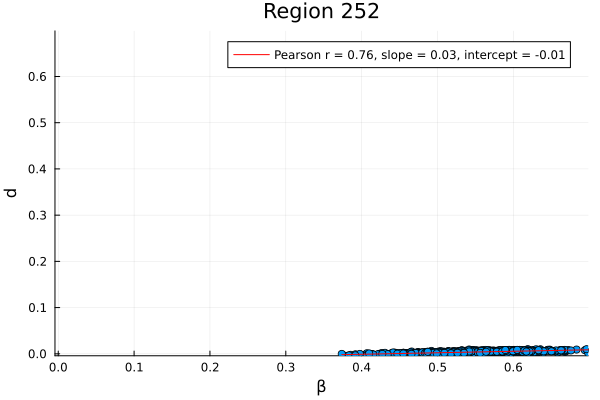 Region 252
Pearson r = 0.76, slope = 0.03, intercept = -0.01
d
0.6
0.5
0.4
0.3
0.2
0.1
0.0
0.0 0.1 0.2 0.3 0.4 0.5 0.6
β